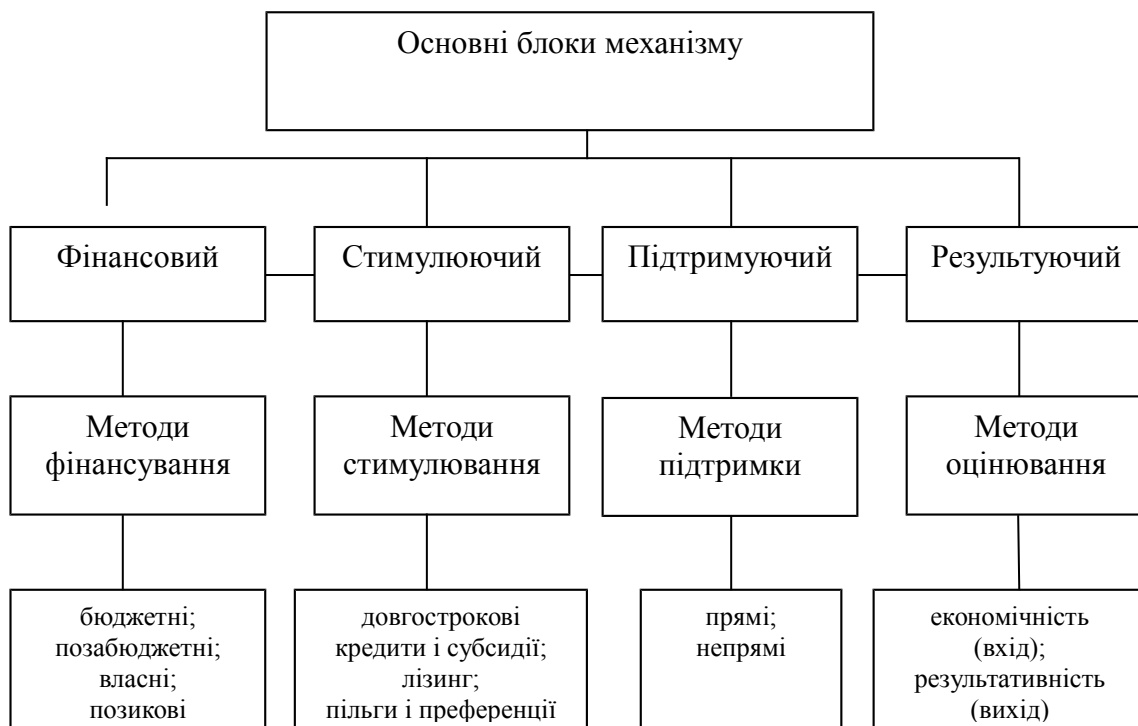 Основні блоки механізму
Фінансовий
Стимулюючий
Підтримуючий
Результуючий
Методи
фінансування
Методи
стимулювання
Методи
підтримки
Методи
оцінювання
бюджетні;
позабюджетні;
власні;
позикові
довгострокові
кредити і субсидії;
лізинг;
пільги і преференції
прямі;
непрямі
економічність
(вхід);
результативність
(вихід)